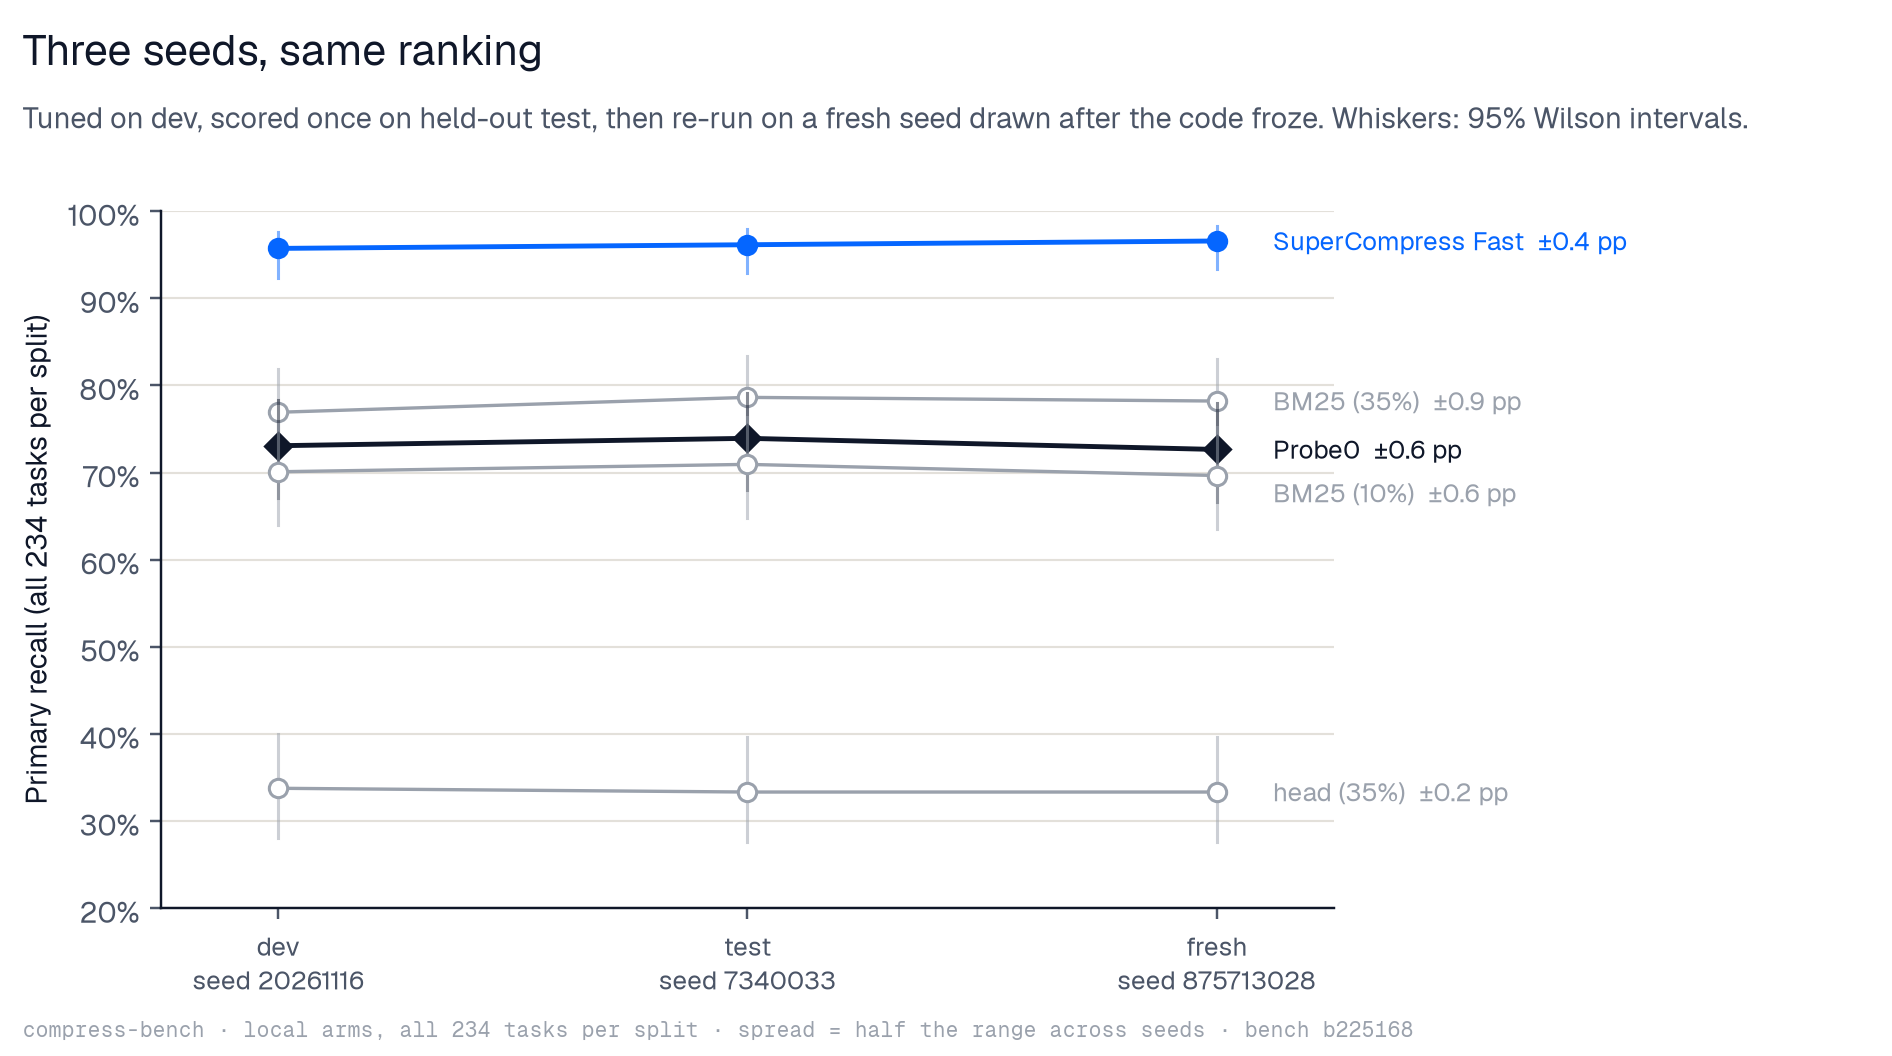 Three seeds, same ranking
Tuned on dev, scored once on held-out test, then re-run on a fresh seed drawn after the code froze. Whiskers: 95% Wilson intervals.
Primary recall (all 234 tasks per split)
100%
90%
80%
70%
60%
50%
40%
30%
20%
SuperCompress Fast ±0.4 pp
BM25 (35%) ±0.9 pp
Probe0 ±0.6 pp
BM25 (10%) ±0.6 pp
head (35%) ±0.2 pp
dev
seed 20261116
test
seed 7340033
fresh
seed 875713028
compress-bench · local arms, all 234 tasks per split · spread = half the range across seeds · bench b225168